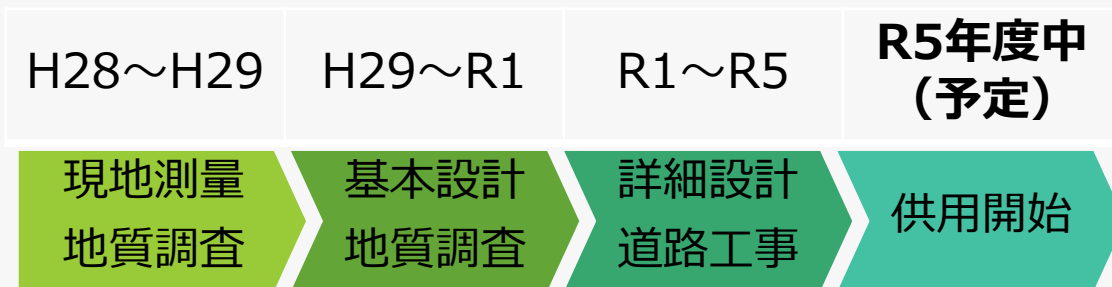 H28～H29
H29～R1
R1～R5
R5年度中
（予定）
現地測量
地質調査
基本設計
地質調査
詳細設計
道路工事
供用開始